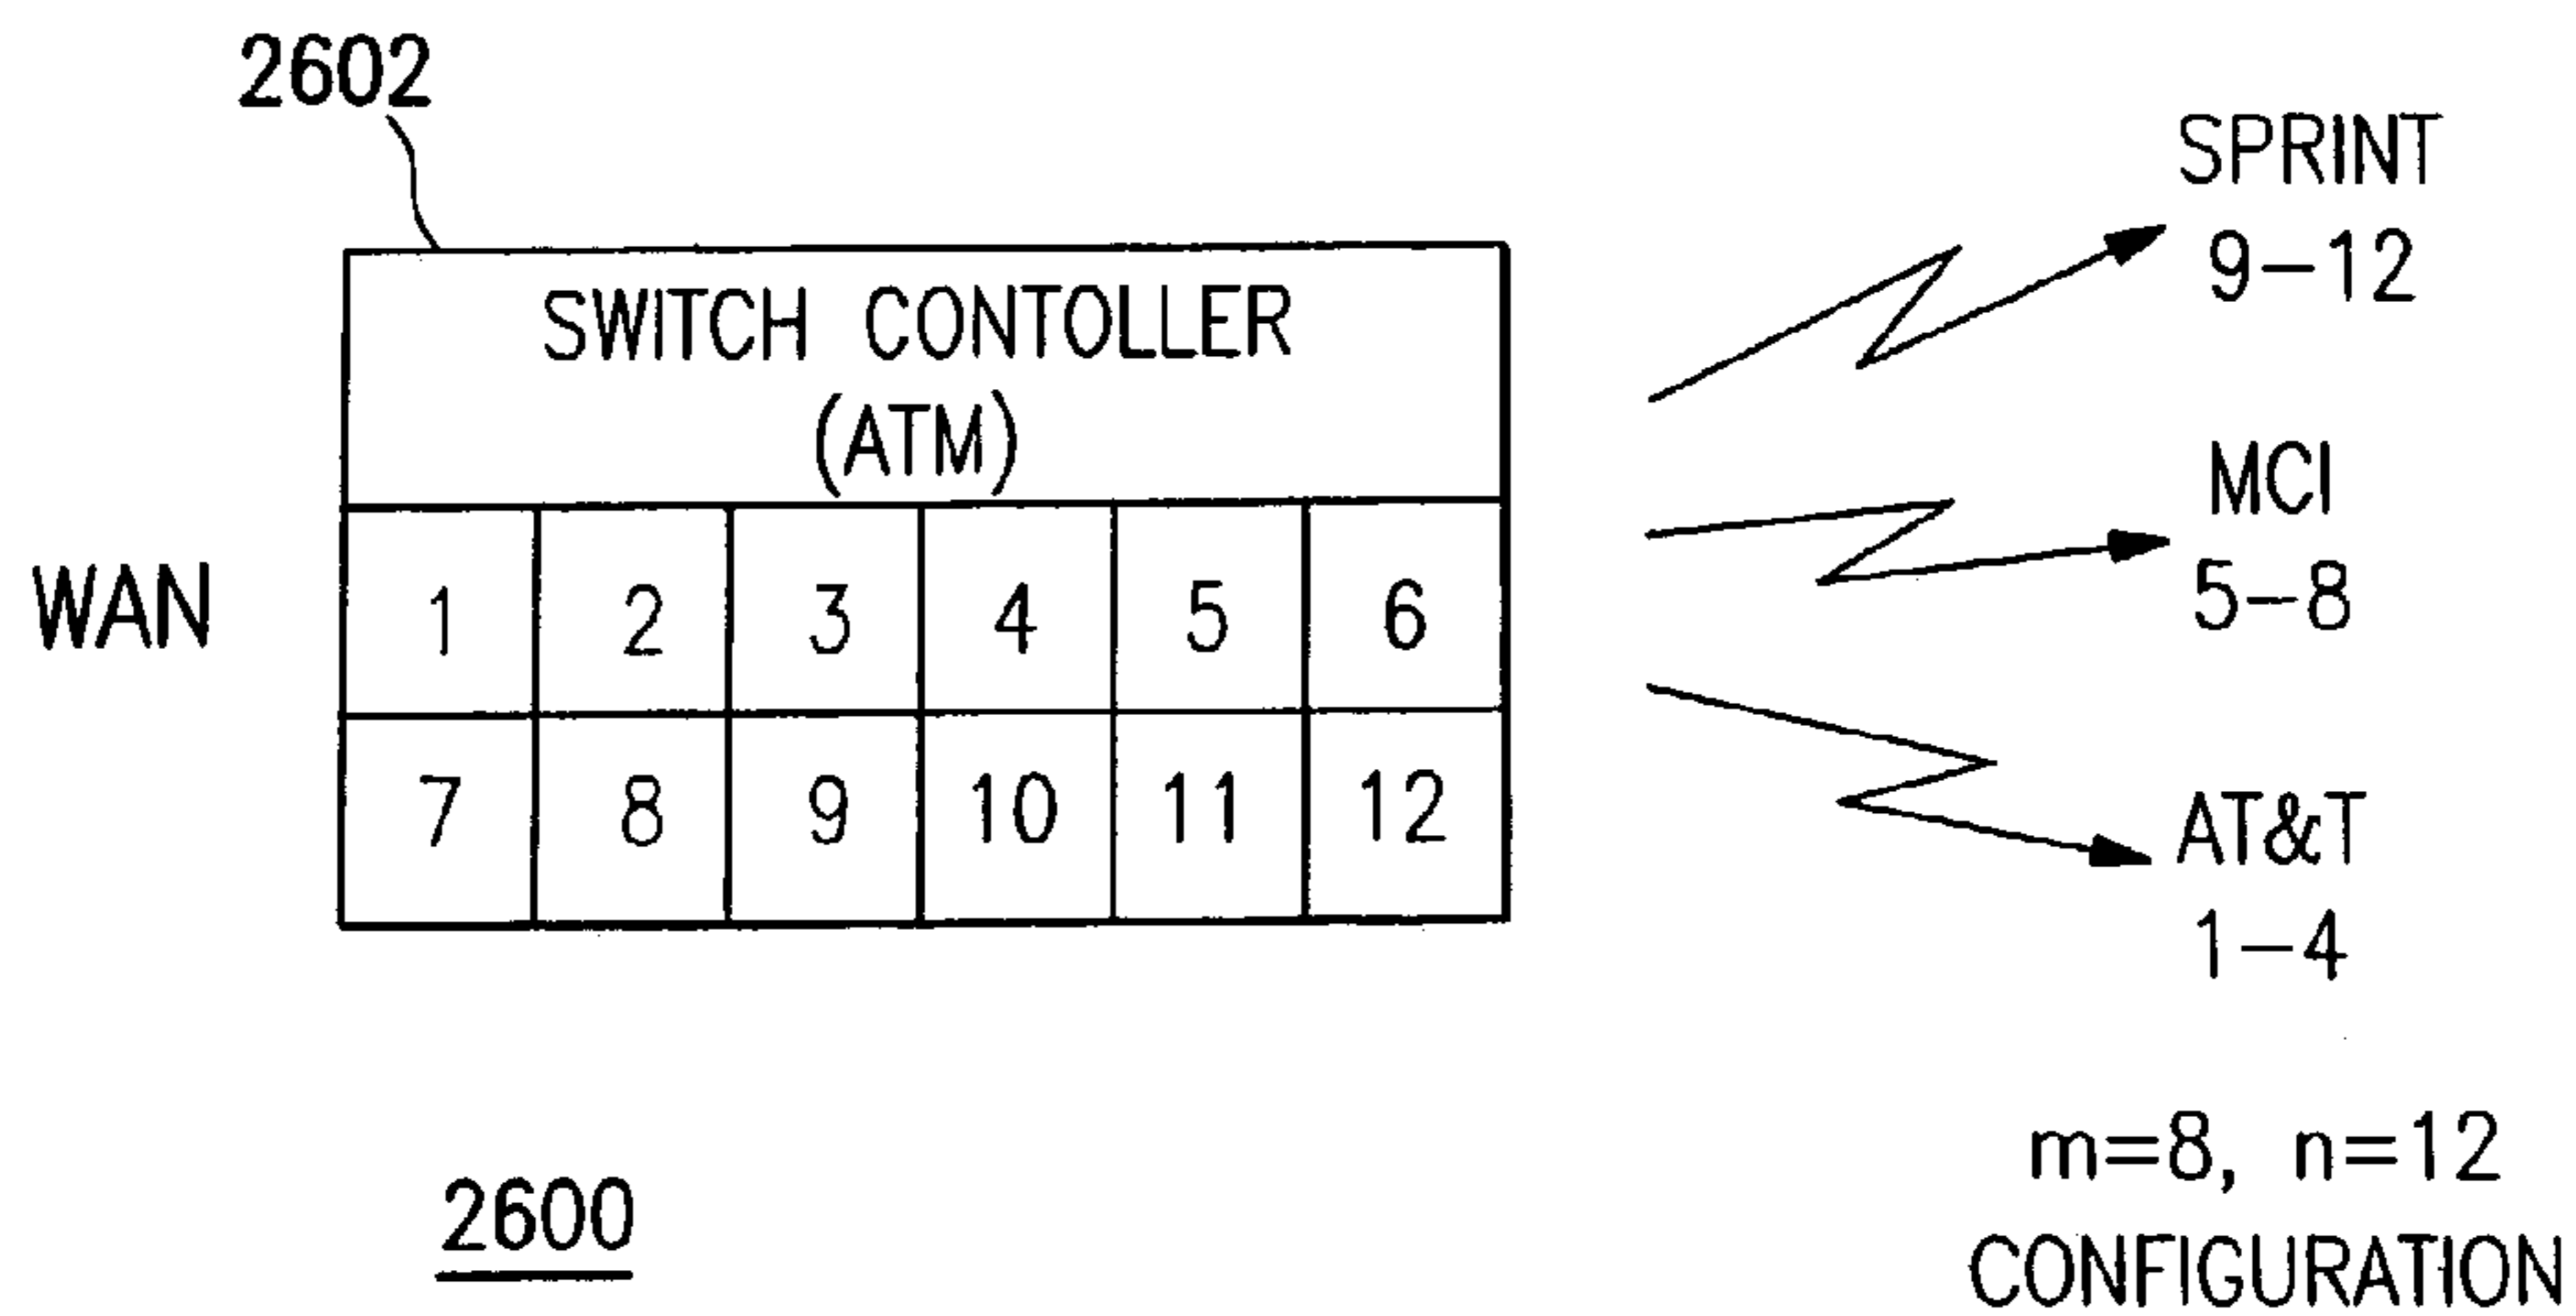 2602
SWITCH CONTOLLER
(ATM)
WAN
1 2 3 4 5 6
7 8 9 10 11 12
SPRINT
9-12
MCI
5-8
AT&T
1-4
m=8, n=12
CONFIGURATION
2600